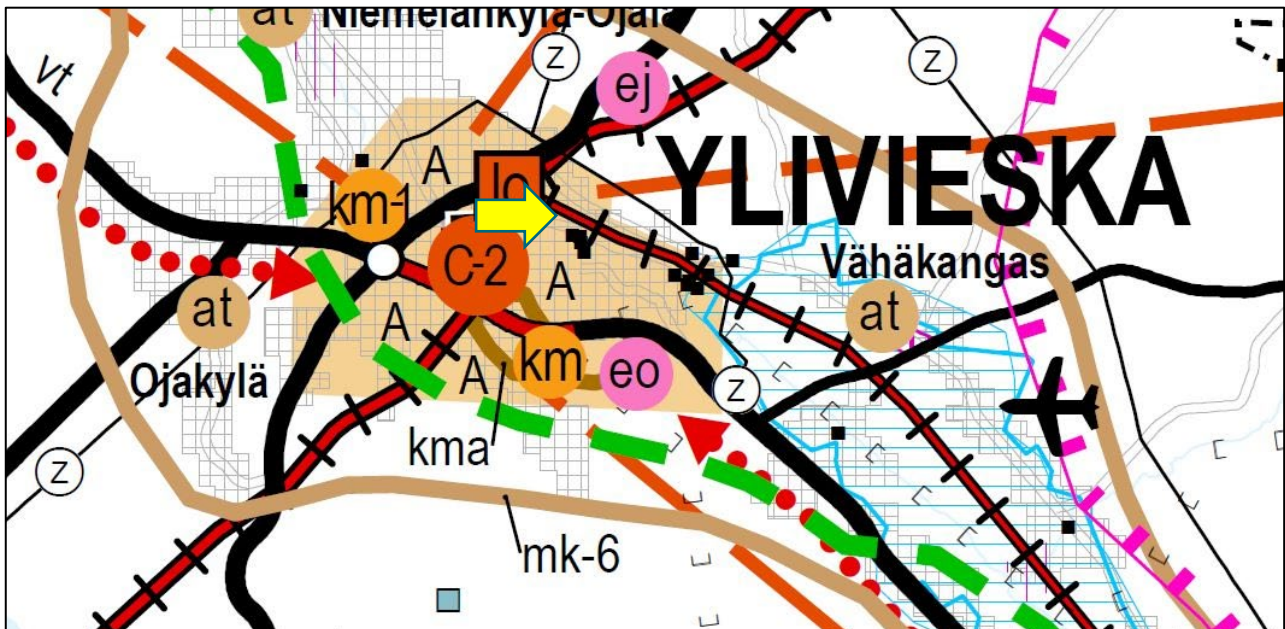 at
Niemelänkylä-Ojala
vt
z
z
ej
YLIVIESKA
A
lo
km-1
C-2
A
Vähäkangas
at
at
A
Ojakylä
km
A
eo
z
kma
z
mk-6